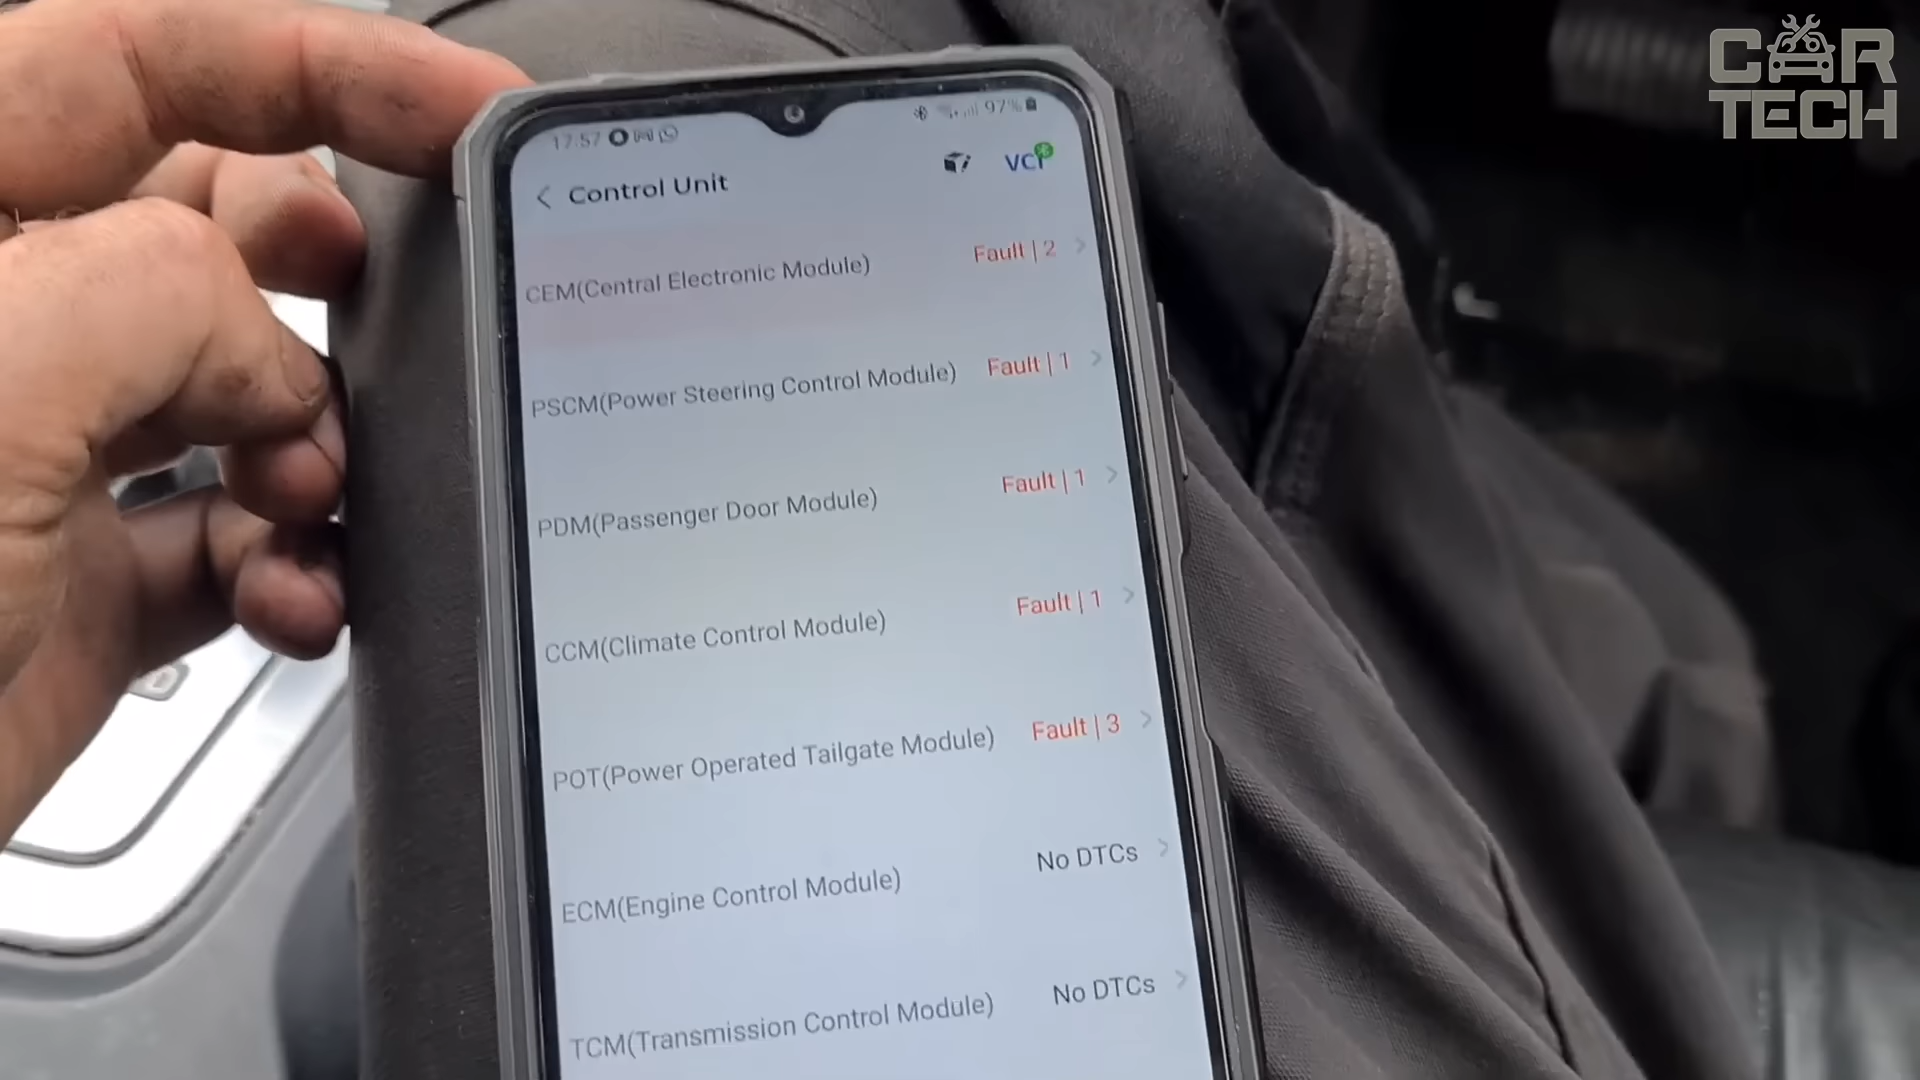 CAR
TECH
17:57
97%
Control Unit
VCI
CEM(Central Electronic Module) Fault | 2
PSCM(Power Steering Control Module) Fault | 1
PDM(Passenger Door Module) Fault | 1
CCM(Climate Control Module) Fault | 1
POT(Power Operated Tailgate Module) Fault | 3
ECM(Engine Control Module) No DTCs
TCM(Transmission Control Module) No DTCs